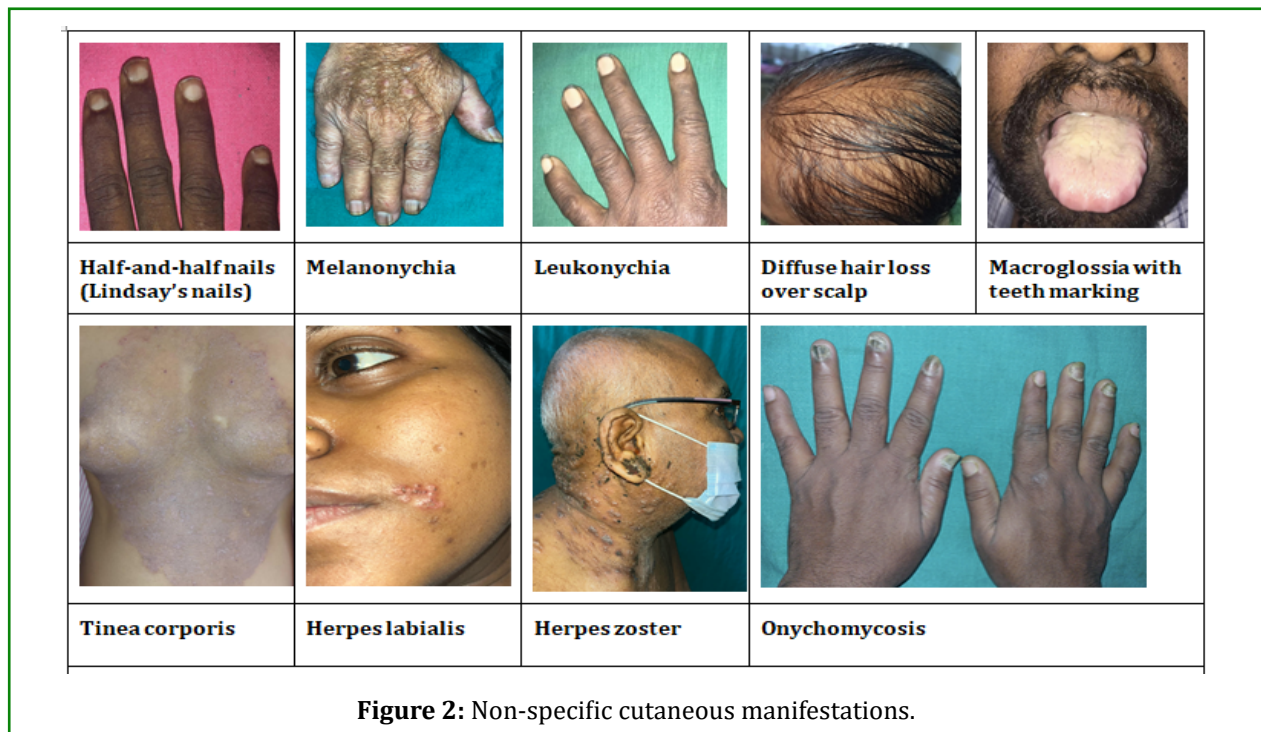 Half-and-half nails
(Lindsay's nails)
Melanonychia
Leukonychia
Diffuse hair loss
over scalp
Macroglossia with
teeth marking
Tinea corporis
Herpes labialis
Herpes zoster
Onychomycosis
Figure 2: Non-specific cutaneous manifestations.